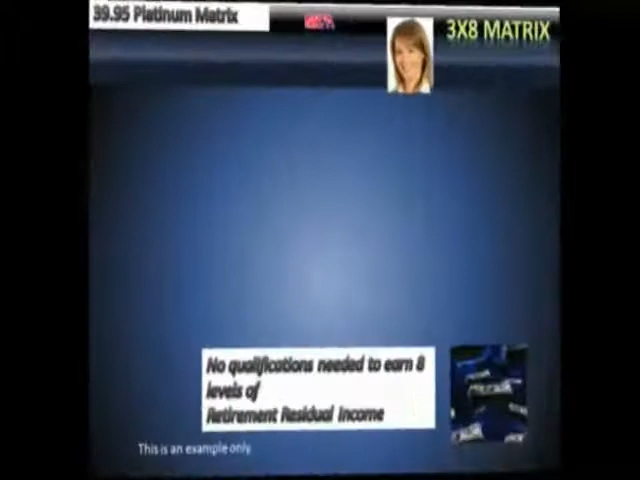 39.95 Platinum Matrix
3X8 MATRIX
No qualifications needed to earn 8
levels of
Retirement Residual Income
This is an example only